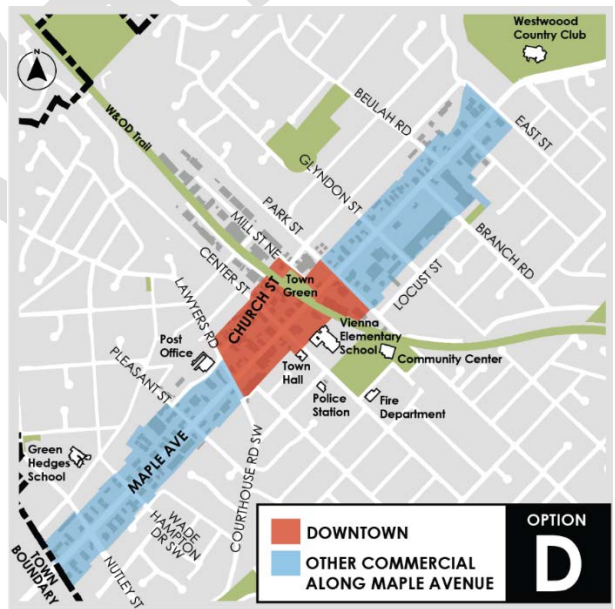 Westwoood
Country Club
N
BEULAH RD
EAST ST
W&OD Trail
GLYNDON ST
PARK ST
MILL ST NE
BRANCH RD
CENTER ST
LOCUST ST
Town
Green
LAWYERS RD
CHURCH ST
Vienna
Elementary
School
Community Center
Post
Office
Town
Hall
PLEASANT ST
Police
Station
Fire
Department
MAPLE AVE
Green
Hedges
School
COURTHOUSE RD SW
WADE
HAMPTON
DR SW
TOWN
BOUNDARY
NUTLEY ST
DOWNTOWN
OTHER COMMERCIAL
ALONG MAPLE AVENUE
OPTION
D